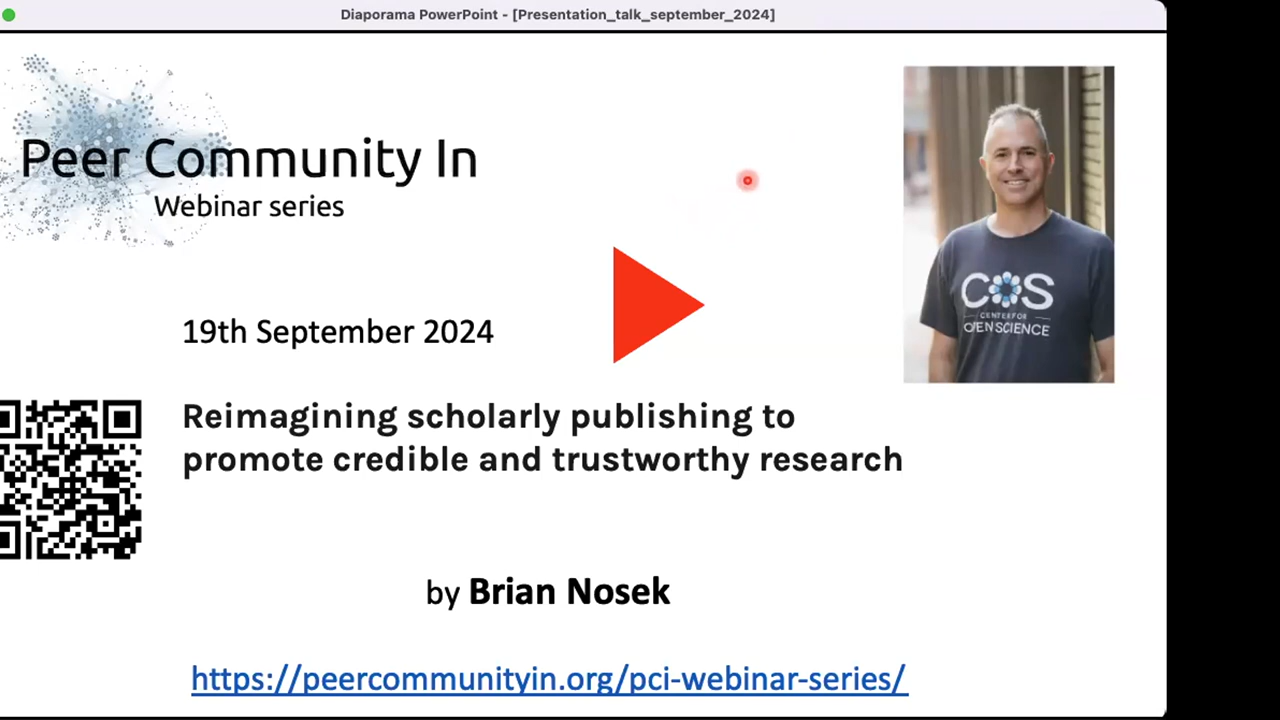 Diaporama PowerPoint - [Presentation_talk_september_2024]
Peer Community In
Webinar series
COS
CENTER FOR
OPEN SCIENCE
19th September 2024
Reimagining scholarly publishing to
promote credible and trustworthy research
by Brian Nosek
https://peercommunityin.org/pci-webinar-series/